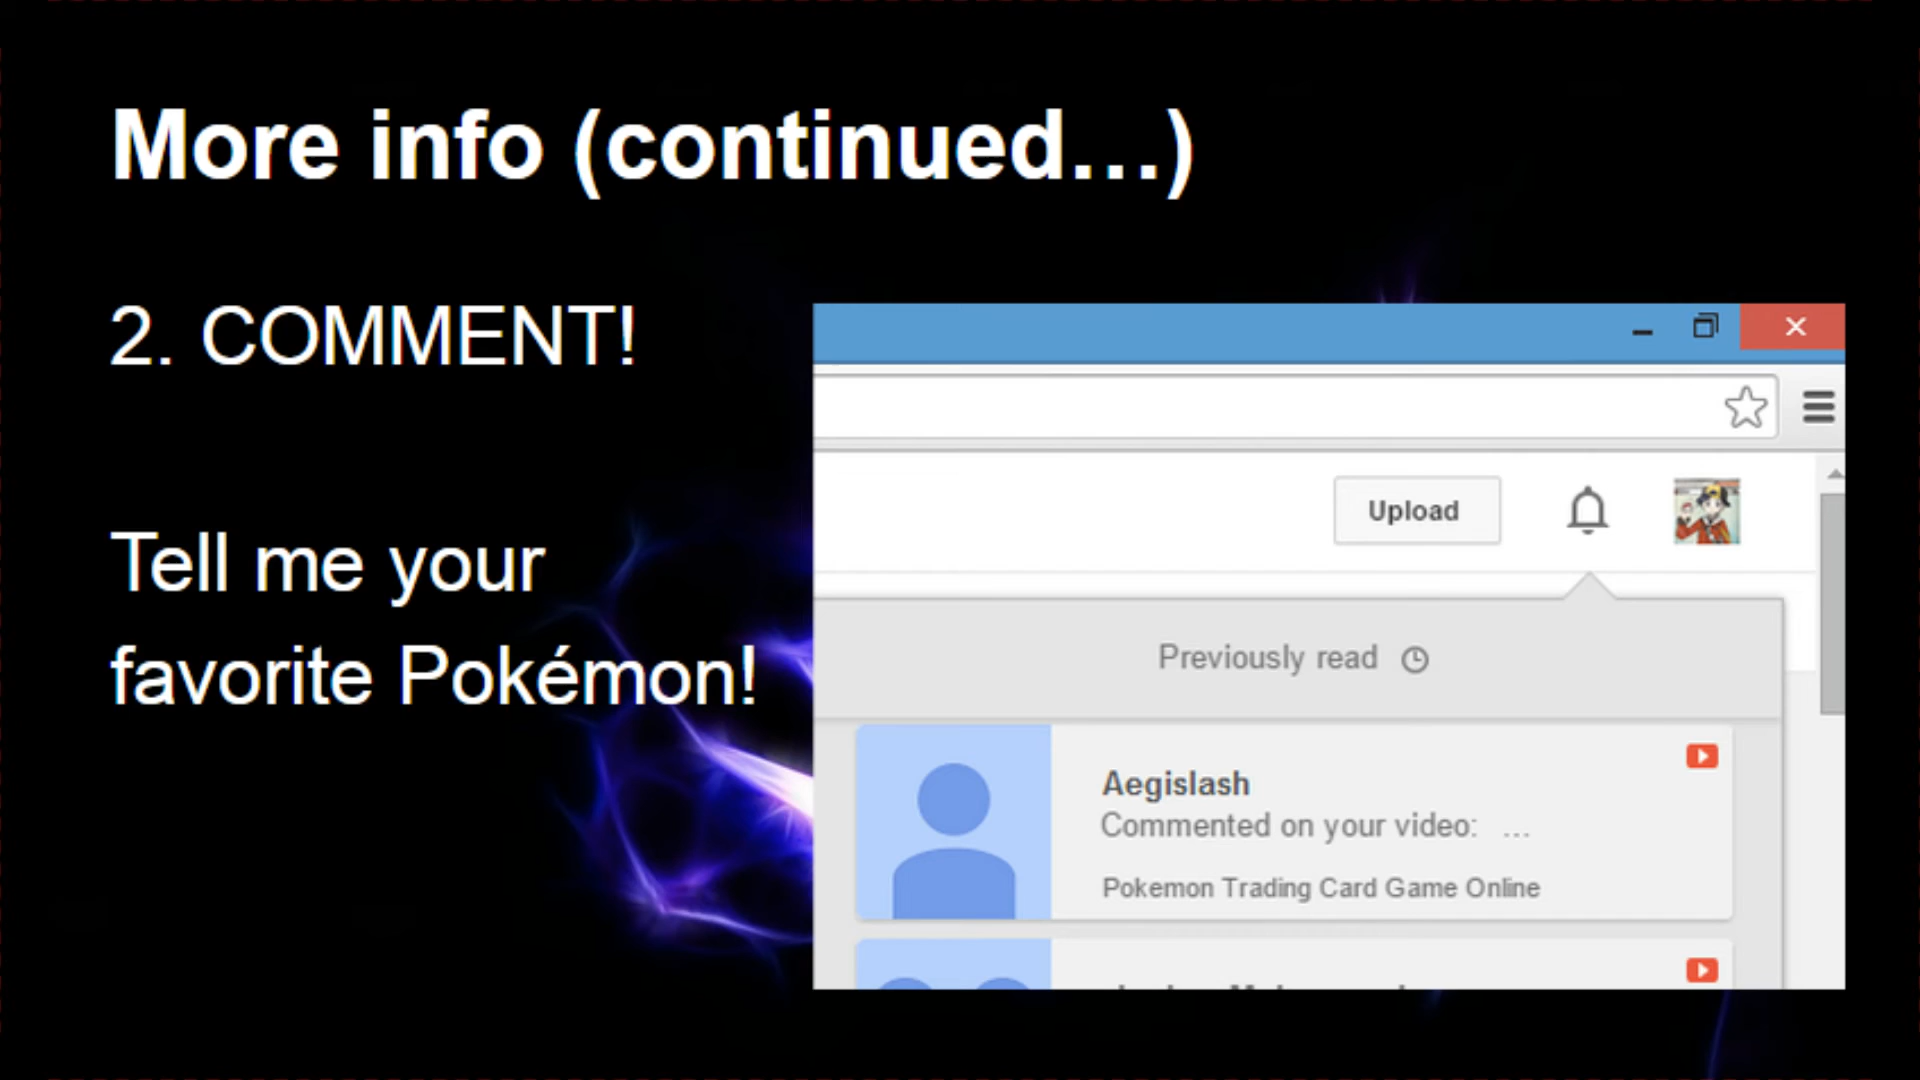 More info (continued…)
2. COMMENT!
Tell me your
favorite Pokémon!
Upload
Previously read
Aegislash
Commented on your video: ...
Pokemon Trading Card Game Online